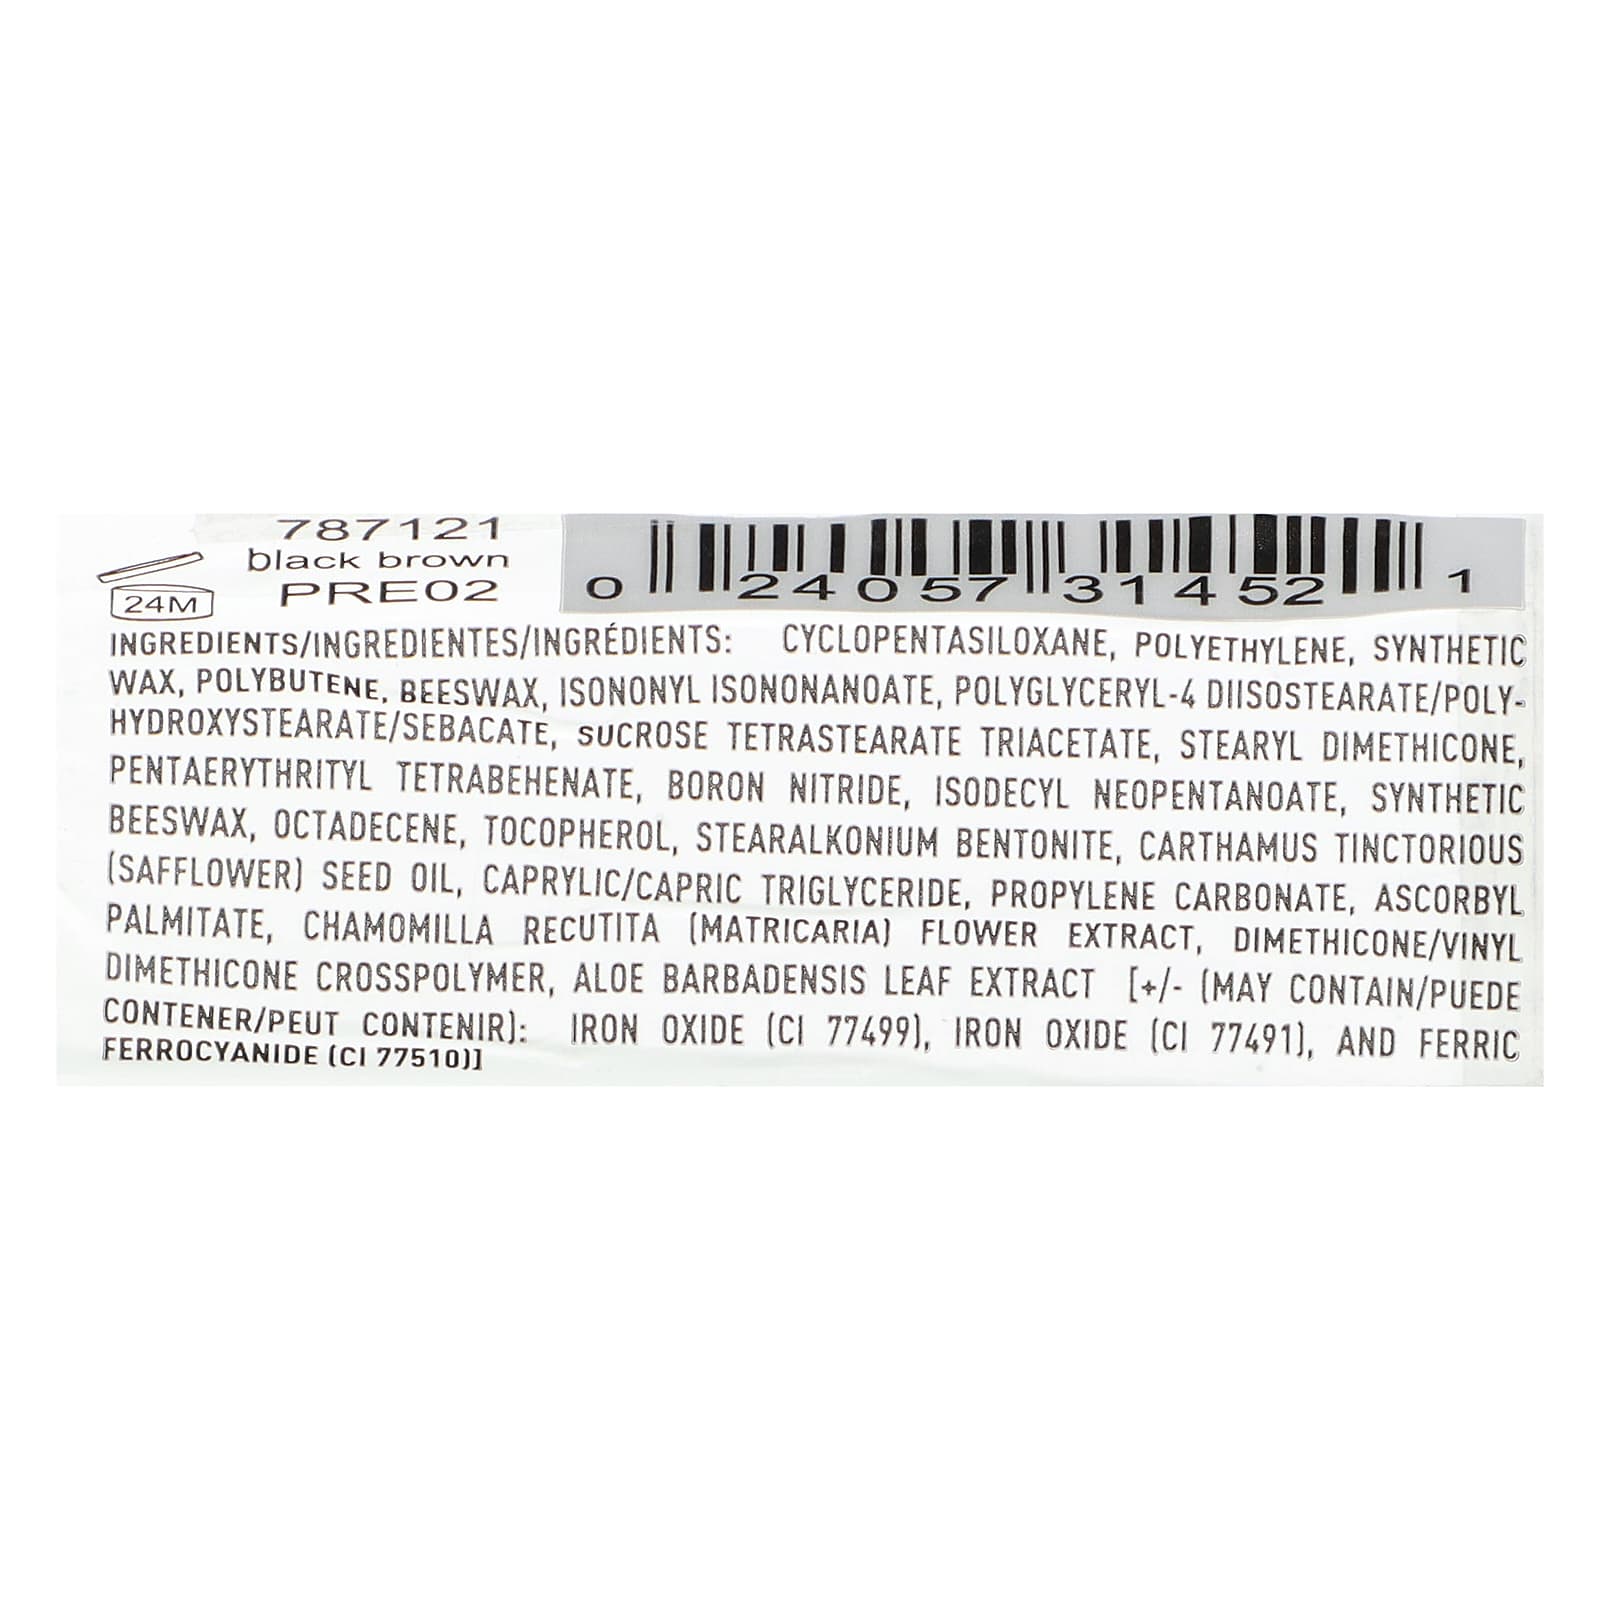 787121
black brown
PRE02
24M
0 24057 31452 1
INGREDIENTS/INGREDIENTES/INGRÉDIENTS: CYCLOPENTASILOXANE, POLYETHYLENE, SYNTHETIC
WAX, POLYBUTENE, BEESWAX, ISONONYL ISONONANOATE, POLYGLYCERYL-4 DIISOSTEARATE/POLY-
HYDROXYSTEARATE/SEBACATE, SUCROSE TETRASTEARATE TRIACETATE, STEARYL DIMETHICONE,
PENTAERYTHRITYL TETRABEHENATE, BORON NITRIDE, ISODECYL NEOPENTANOATE, SYNTHETIC
BEESWAX, OCTADECENE, TOCOPHEROL, STEARALKONIUM BENTONITE, CARTHAMUS TINCTORIOUS
(SAFFLOWER) SEED OIL, CAPRYLIC/CAPRIC TRIGLYCERIDE, PROPYLENE CARBONATE, ASCORBYL
PALMITATE, CHAMOMILLA RECUTITA (MATRICARIA) FLOWER EXTRACT, DIMETHICONE/VINYL
DIMETHICONE CROSSPOLYMER, ALOE BARBADENSIS LEAF EXTRACT [+/- (MAY CONTAIN/PUEDE
CONTENER/PEUT CONTENIR): IRON OXIDE (CI 77499), IRON OXIDE (CI 77491), AND FERRIC
FERROCYANIDE (CI 77510)]